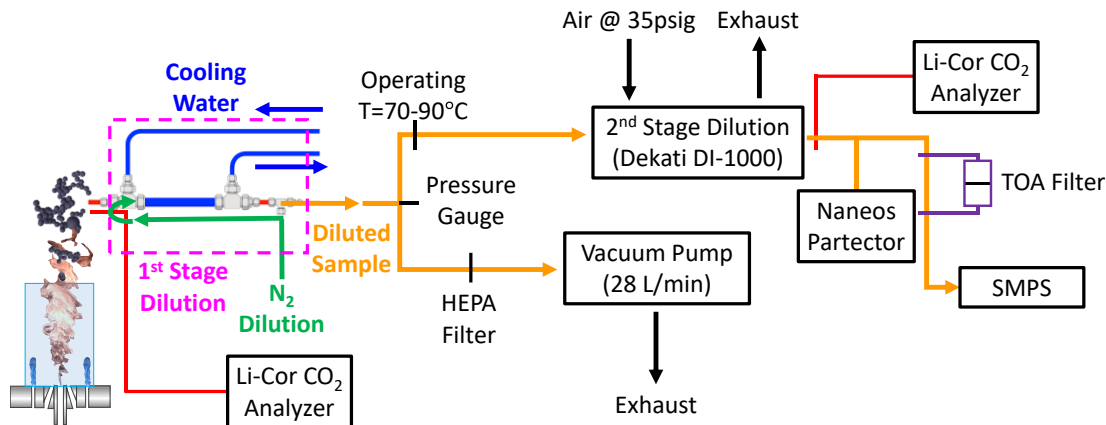 Air @ 35psig
Exhaust
Cooling
Water
Operating
T=70-90°C
Li-Cor CO₂
Analyzer
2nd Stage Dilution
(Dekati DI-1000)
TOA Filter
Pressure
Gauge
Naneos
Partector
Diluted
Sample
1st Stage
Dilution
N₂
Dilution
HEPA
Filter
Vacuum Pump
(28 L/min)
SMPS
Li-Cor CO₂
Analyzer
Exhaust